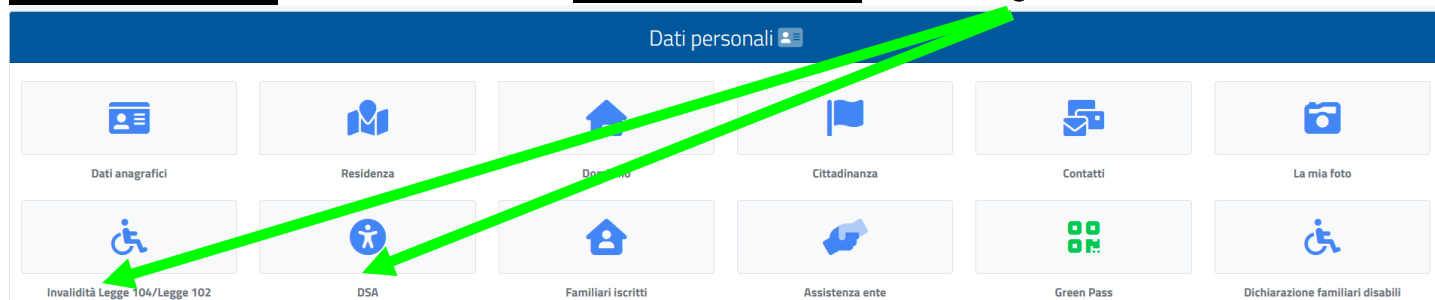 Dati personali
Dati anagrafici
Residenza
Cittadinanza
Contatti
La mia foto
Invalidità Legge 104/Legge 102
DSA
Familiari iscritti
Assistenza ente
Green Pass
Dichiarazione familiari disabili